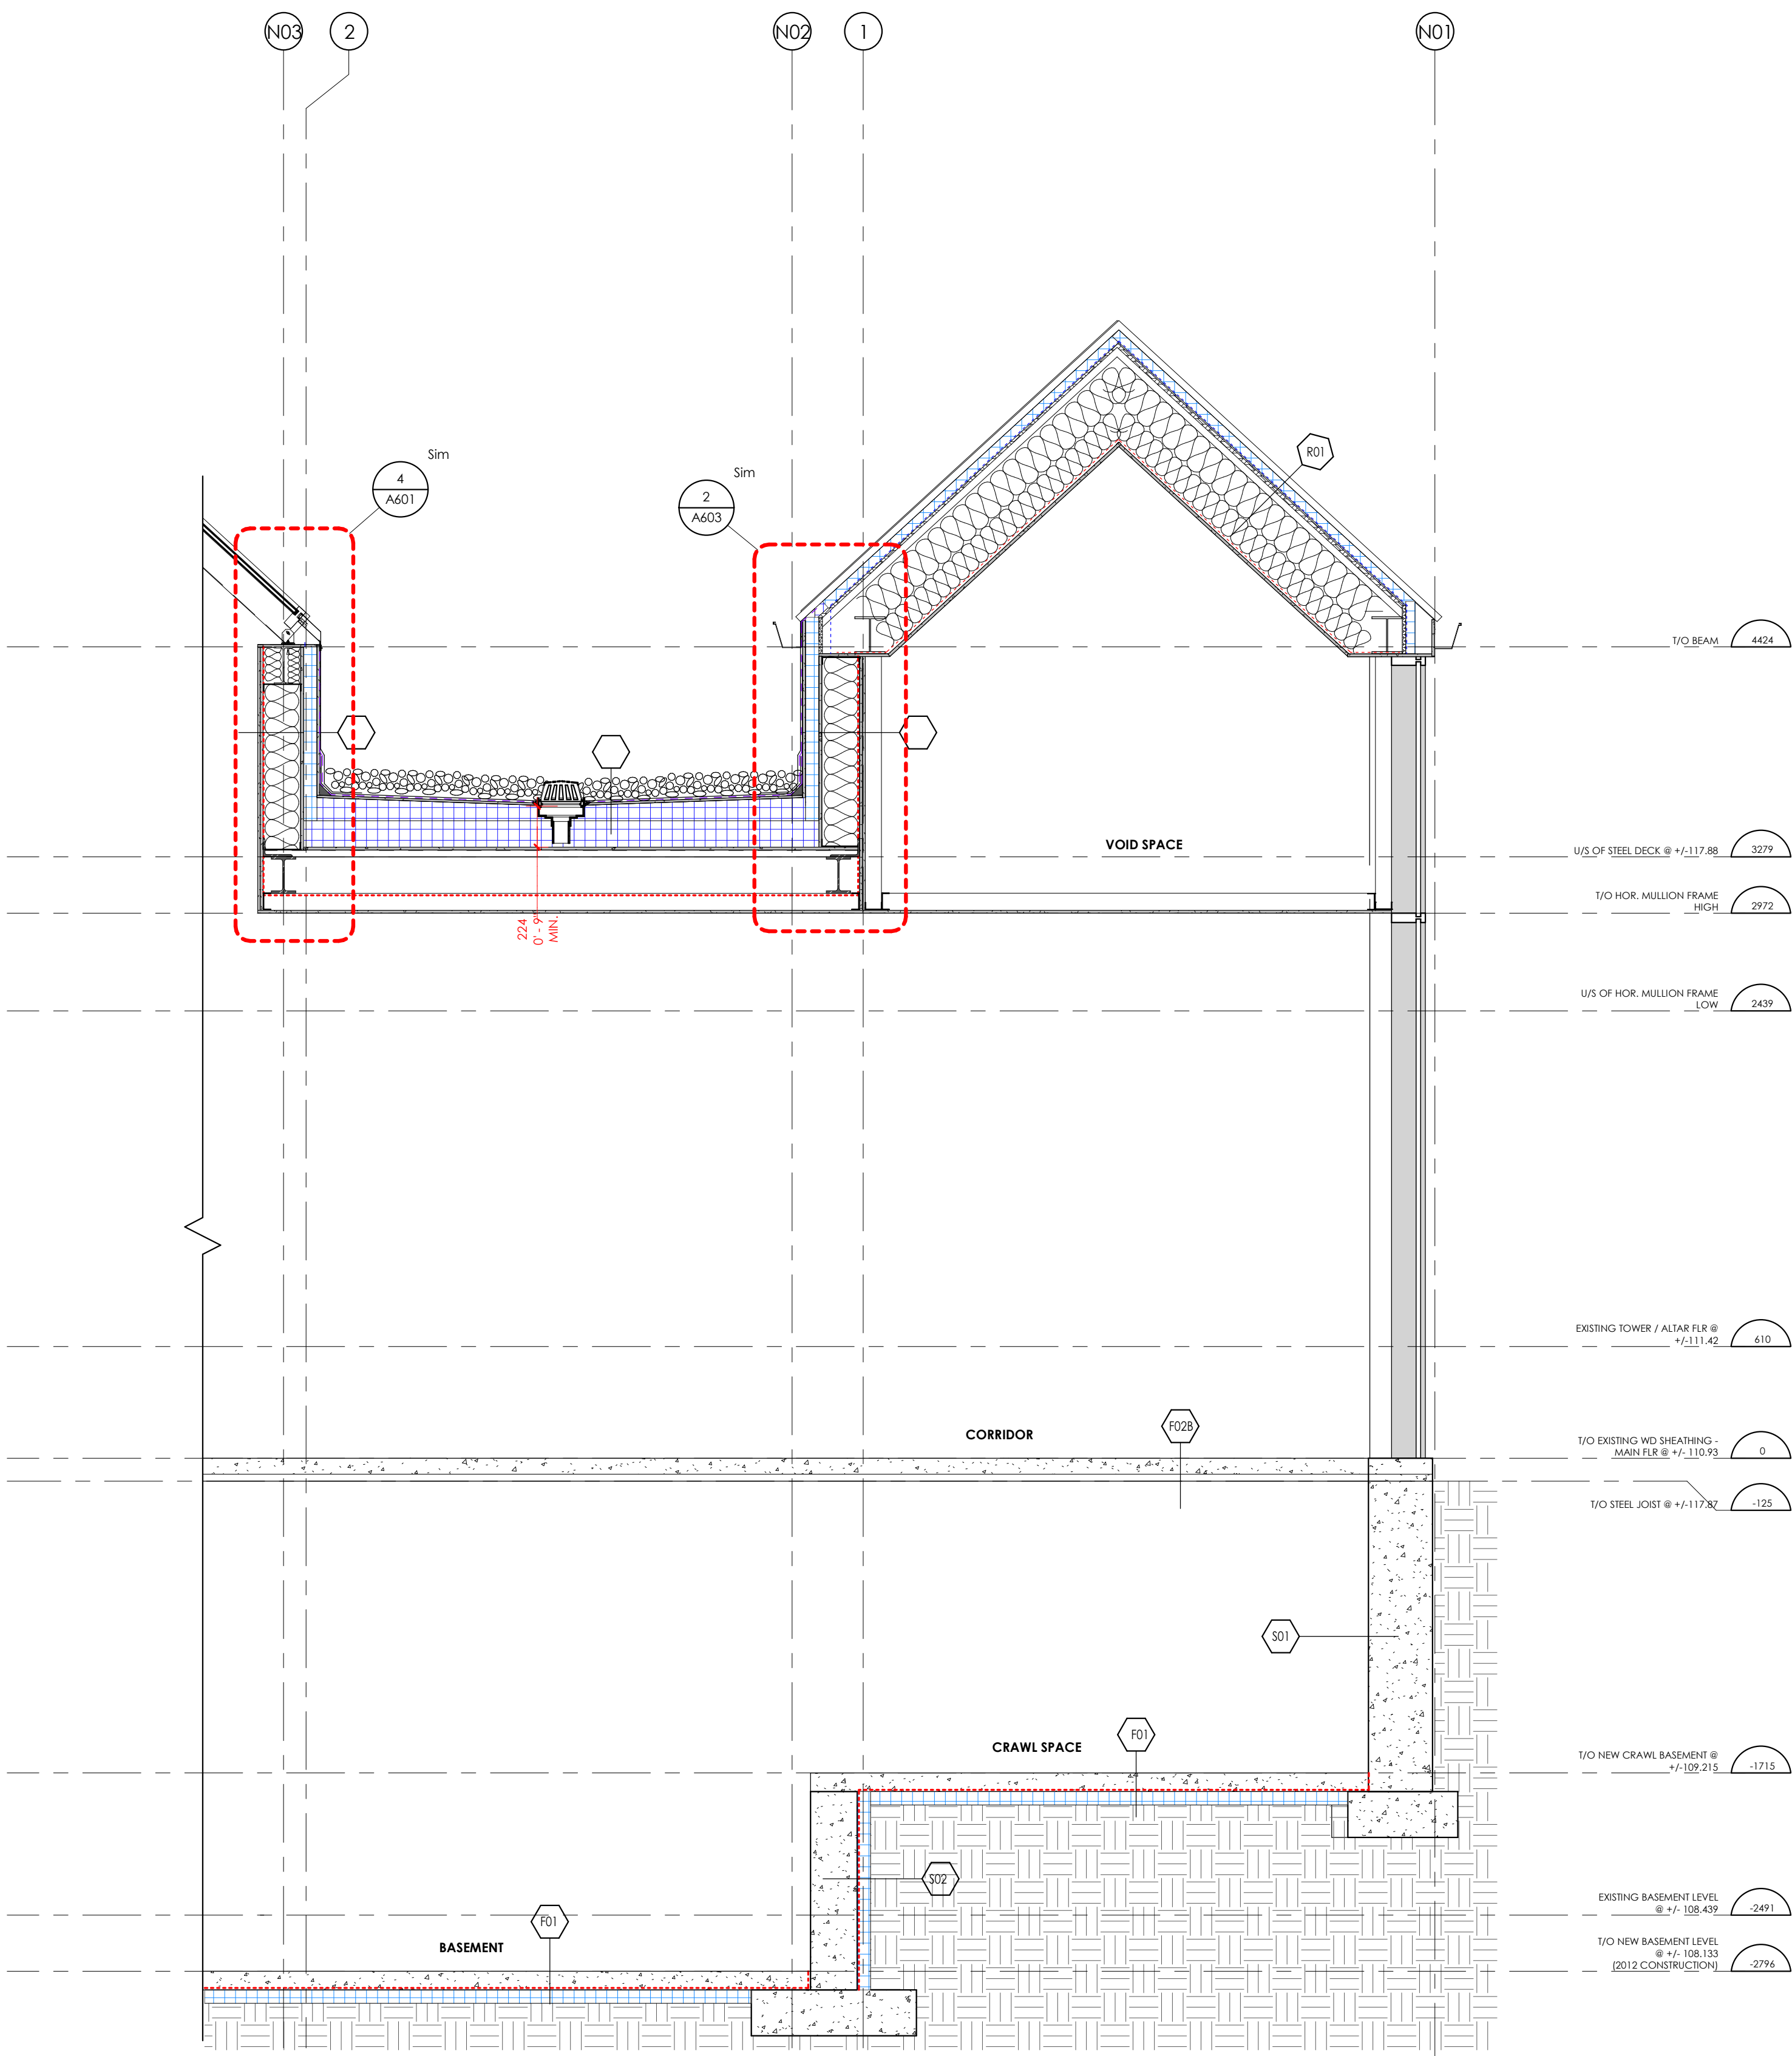 N03
2
N02
1
N01
4
A601
Sim
2
A603
Sim
R01
T/O BEAM
4424
VOID SPACE
U/S OF STEEL DECK @ +/-117.88
3279
T/O HOR. MULLION FRAME
HIGH
2972
224
0' - 9"
MIN.
U/S OF HOR. MULLION FRAME
LOW
2439
EXISTING TOWER / ALTAR FLR @
+/-111.42
610
CORRIDOR
F02B
T/O EXISTING WD SHEATHING -
MAIN FLR @ +/- 110.93
0
T/O STEEL JOIST @ +/-117.87
-125
S01
CRAWL SPACE
F01
T/O NEW CRAWL BASEMENT @
+/-109.215
-1715
S02
EXISTING BASEMENT LEVEL
@ +/- 108.439
-2491
F01
BASEMENT
T/O NEW BASEMENT LEVEL
@ +/- 108.133
(2012 CONSTRUCTION)
-2796